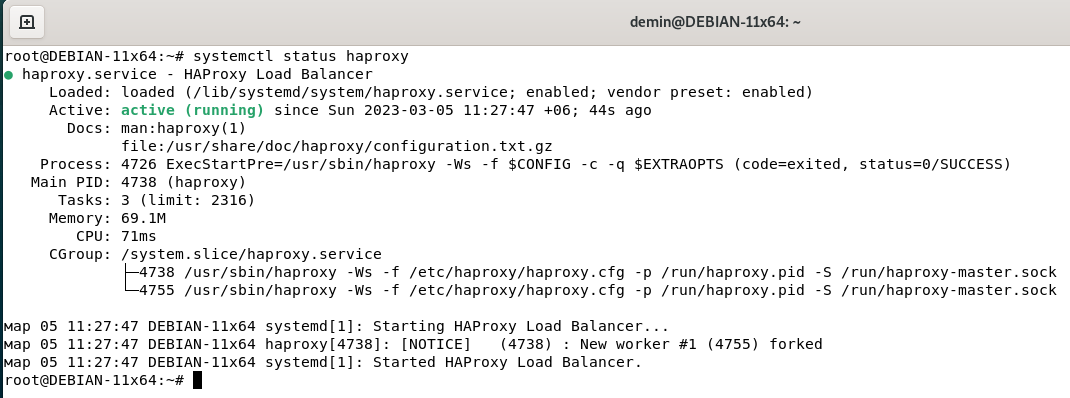 demin@DEBIAN-11x64: ~
root@DEBIAN-11x64:~# systemctl status haproxy
● haproxy.service - HAProxy Load Balancer
     Loaded: loaded (/lib/systemd/system/haproxy.service; enabled; vendor preset: enabled)
     Active: active (running) since Sun 2023-03-05 11:27:47 +06; 44s ago
       Docs: man:haproxy(1)
             file:/usr/share/doc/haproxy/configuration.txt.gz
    Process: 4726 ExecStartPre=/usr/sbin/haproxy -Ws -f $CONFIG -c -q $EXTRAOPTS (code=exited, status=0/SUCCESS)
   Main PID: 4738 (haproxy)
      Tasks: 3 (limit: 2316)
     Memory: 69.1M
        CPU: 71ms
     CGroup: /system.slice/haproxy.service
             ├─4738 /usr/sbin/haproxy -Ws -f /etc/haproxy/haproxy.cfg -p /run/haproxy.pid -S /run/haproxy-master.sock
             └─4755 /usr/sbin/haproxy -Ws -f /etc/haproxy/haproxy.cfg -p /run/haproxy.pid -S /run/haproxy-master.sock
мар 05 11:27:47 DEBIAN-11x64 systemd[1]: Starting HAProxy Load Balancer...
мар 05 11:27:47 DEBIAN-11x64 haproxy[4738]: [NOTICE]   (4738) : New worker #1 (4755) forked
мар 05 11:27:47 DEBIAN-11x64 systemd[1]: Started HAProxy Load Balancer.
root@DEBIAN-11x64:~#